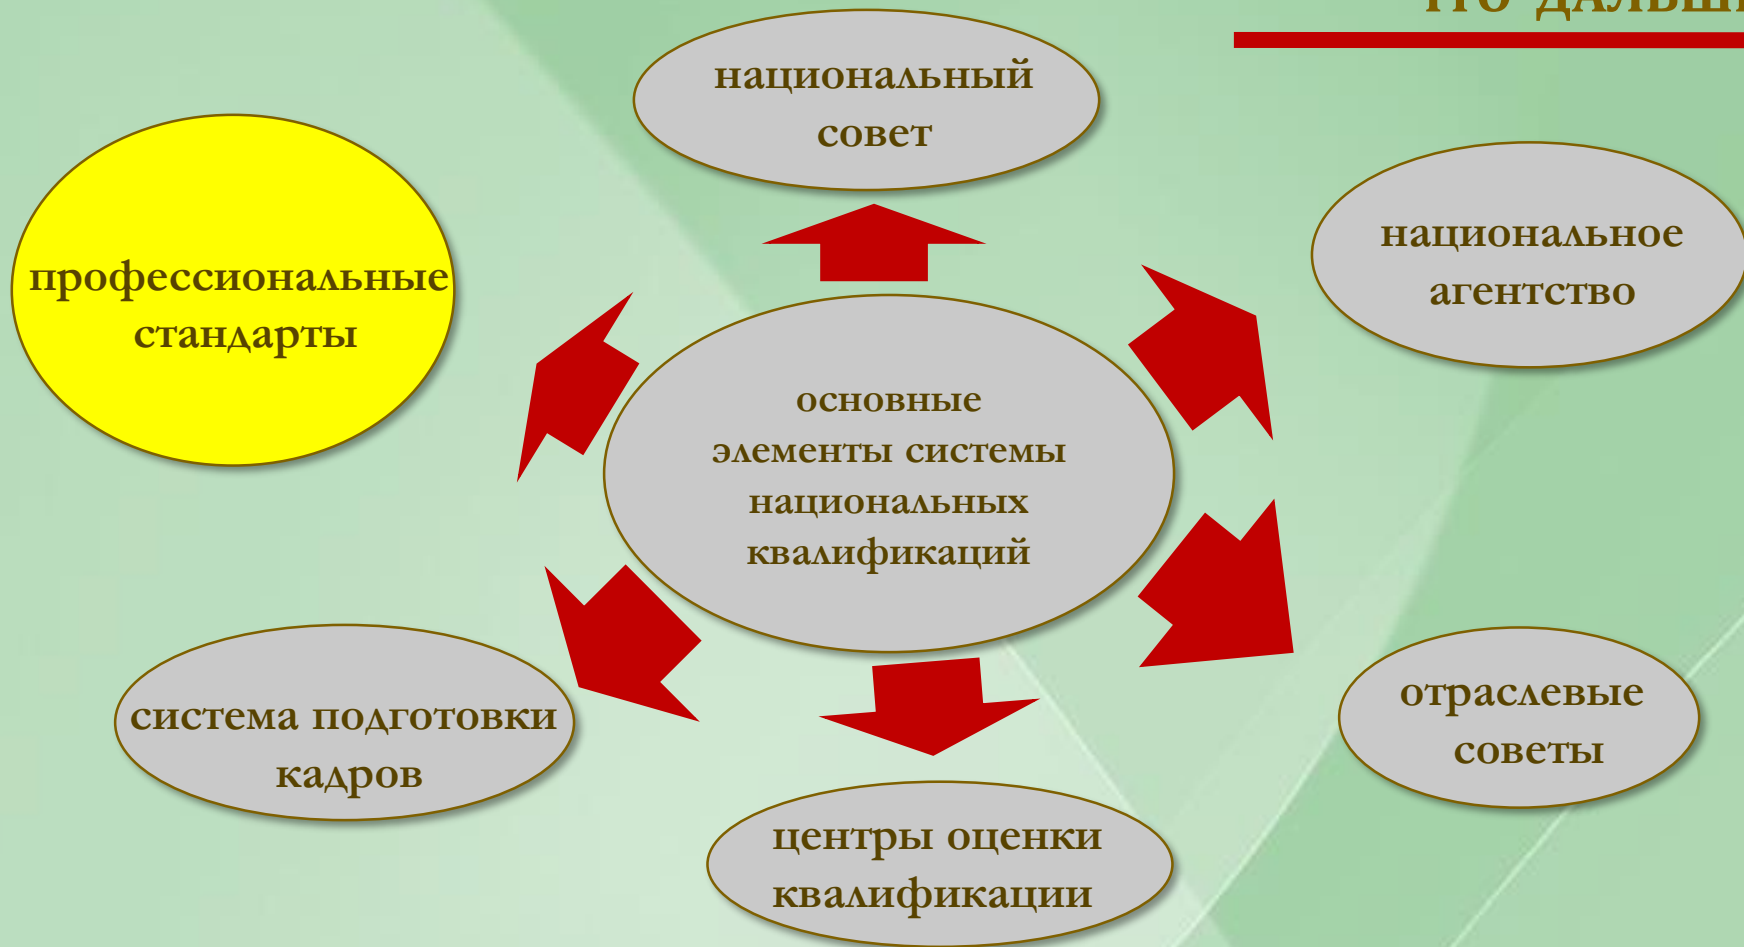 национальный
совет
профессиональные
стандарты
национальное
агентство
основные
элементы системы
национальных
квалификаций
система подготовки
кадров
отраслевые
советы
центры оценки
квалификации